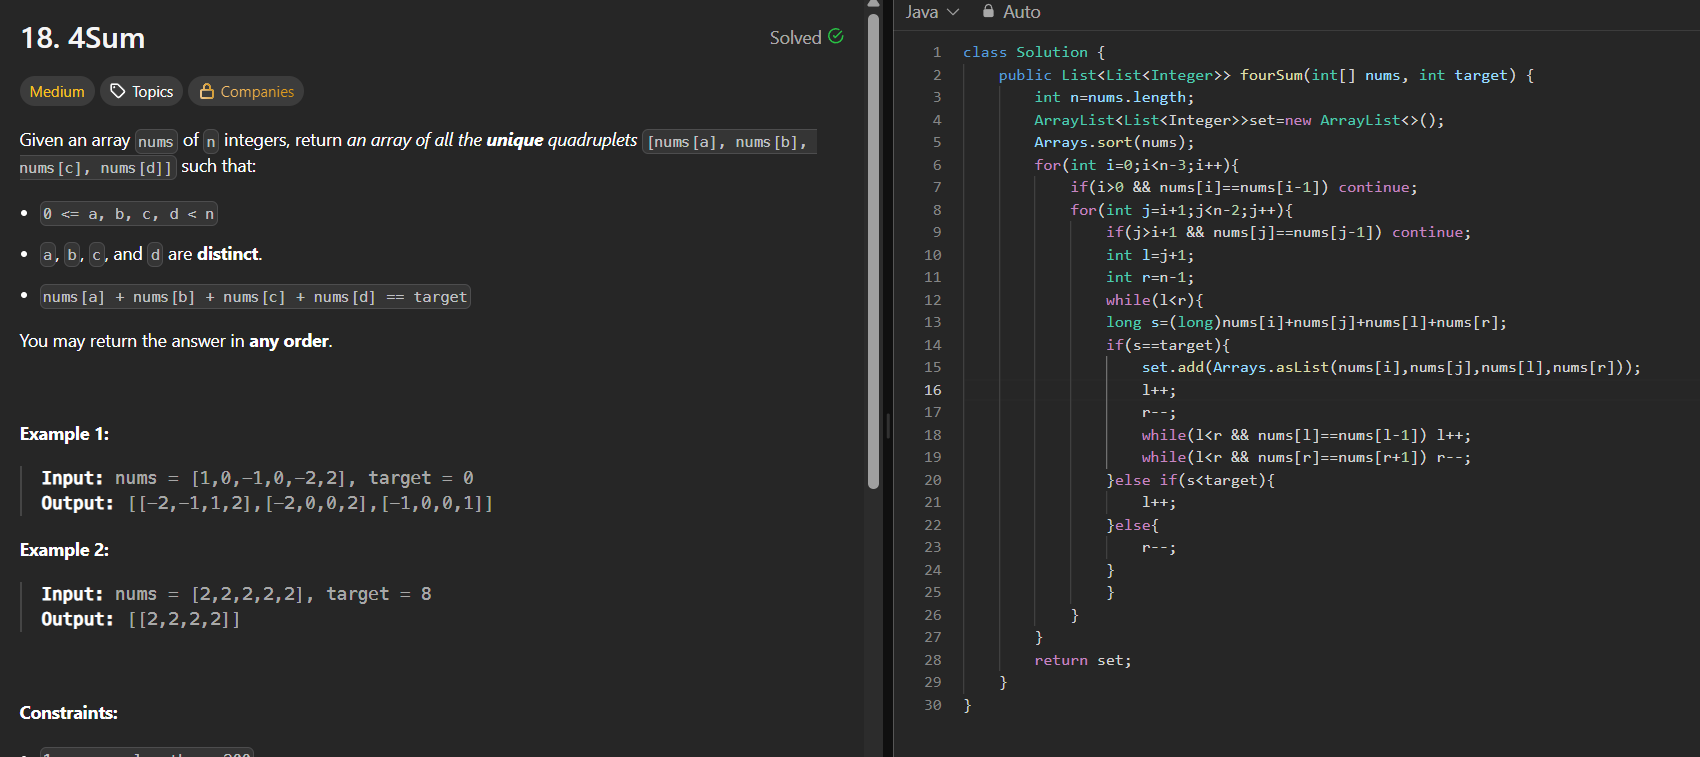 18. 4Sum
Solved
Medium
Topics
Companies
Given an array nums of n integers, return an array of all the unique quadruplets [nums[a], nums[b],
nums[c], nums[d]] such that:
0 <= a, b, c, d < n
a, b, c, and d are distinct.
nums[a] + nums[b] + nums[c] + nums[d] == target
You may return the answer in any order.
Example 1:
Input: nums = [1,0,-1,0,-2,2], target = 0
Output: [[-2,-1,1,2],[-2,0,0,2],[-1,0,0,1]]
Example 2:
Input: nums = [2,2,2,2,2], target = 8
Output: [[2,2,2,2]]
Constraints:
Java
Auto
1 class Solution {
2 public List<List<Integer>> fourSum(int[] nums, int target) {
3 int n=nums.length;
4 ArrayList<List<Integer>>set=new ArrayList<>();
5 Arrays.sort(nums);
6 for(int i=0;i<n-3;i++){
7 if(i>0 && nums[i]==nums[i-1]) continue;
8 for(int j=i+1;j<n-2;j++){
9 if(j>i+1 && nums[j]==nums[j-1]) continue;
10 int l=j+1;
11 int r=n-1;
12 while(l<r){
13 long s=(long)nums[i]+nums[j]+nums[l]+nums[r];
14 if(s==target){
15 set.add(Arrays.asList(nums[i],nums[j],nums[l],nums[r]));
16 l++;
17 r--;
18 while(l<r && nums[l]==nums[l-1]) l++;
19 while(l<r && nums[r]==nums[r+1]) r--;
20 }else if(s<target){
21 l++;
22 }else{
23 r--;
24 }
25 }
26 }
27 }
28 return set;
29 }
30 }